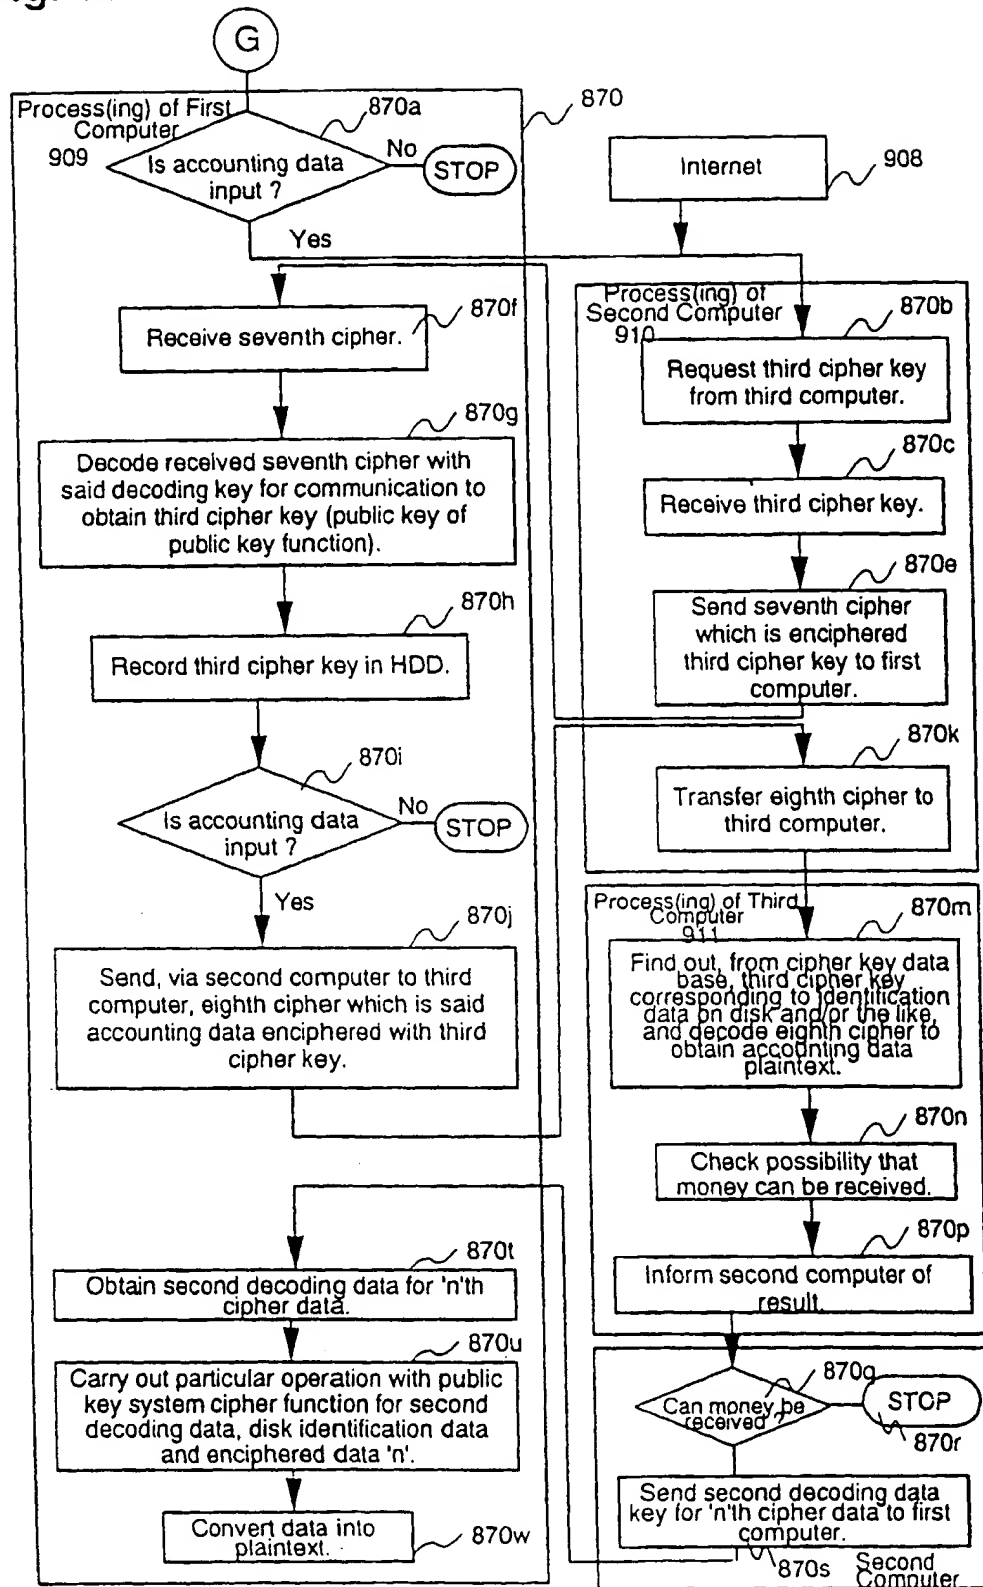 G
Process(ing) of First
Computer
909
870a
870
Is accounting data
input ?
No
STOP
Yes
Internet
908
870f
Receive seventh cipher.
870g
Decode received seventh cipher with
said decoding key for communication to
obtain third cipher key (public key of
public key function).
870h
Record third cipher key in HDD.
870i
Is accounting data
input ?
No
STOP
Yes
870j
Send, via second computer to third
computer, eighth cipher which is said
accounting data enciphered with third
cipher key.
Process(ing) of
Second Computer
910
870b
Request third cipher key
from third computer.
870c
Receive third cipher key.
870e
Send seventh cipher
which is enciphered
third cipher key to first
computer.
870k
Transfer eighth cipher to
third computer.
Process(ing) of Third
Computer
911
870m
Find out, from cipher key data
base, third cipher key
corresponding to identification
data on disk and/or the like,
and decode eighth cipher to
obtain accounting data
plaintext.
870n
Check possibility that
money can be received.
870p
Inform second computer of
result.
870q
Can money be
received ?
STOP
870r
Send second decoding data
key for 'n'th cipher data to first
computer.
870s
Second
Computer
870t
Obtain second decoding data for 'n'th
cipher data.
870u
Carry out particular operation with public
key system cipher function for second
decoding data, disk identification data
and enciphered data 'n'.
Convert data into
plaintext.
870w